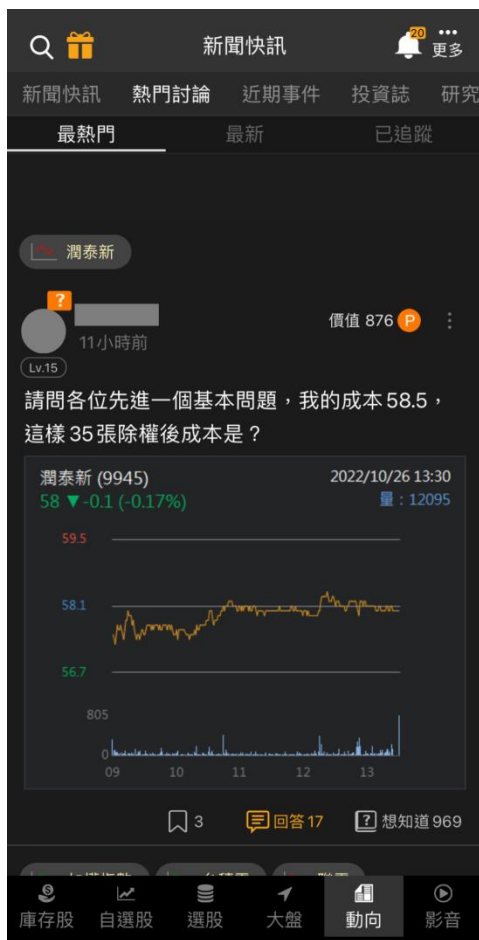 20
新聞快訊
更多
新聞快訊 熱門討論 近期事件 投資誌 研究
最熱門 最新 已追蹤
潤泰新
?
價值 876 P
11小時前
Lv.15
請問各位先進一個基本問題，我的成本 58.5，
這樣 35 張除權後成本是？
潤泰新 (9945) 2022/10/26 13:30
58 ▼-0.1 (-0.17%) 量：12095
59.5
58.1
56.7
805
0
09 10 11 12 13
3 回答 17 ? 想知道 969
庫存股 自選股 選股 大盤 動向 影音